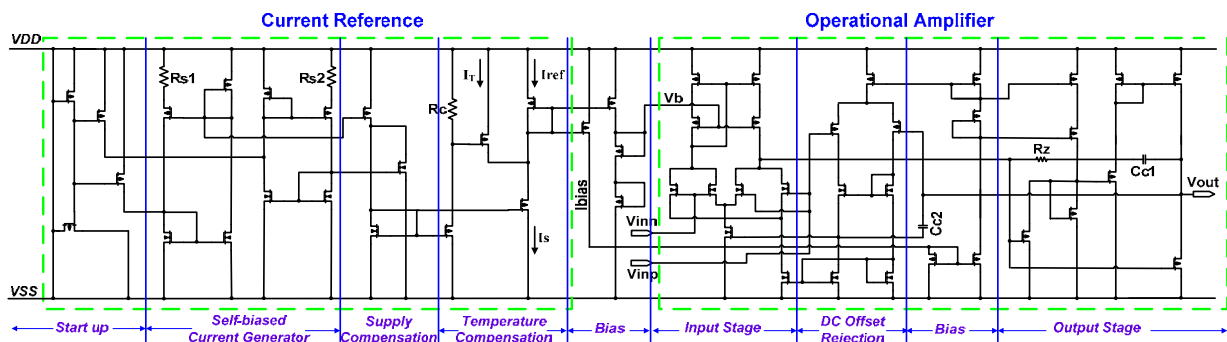 Current Reference
Operational Amplifier
VDD
Rs1
Rs2
I_T
Iref
Rc
Vb
Rz
Cc1
Vout
Ibias
Vinn
Cc2
Is
Vinp
VSS
Start up
Self-biased
Current Generator
Supply
Compensation
Temperature
Compensation
Bias
Input Stage
DC Offset
Rejection
Bias
Output Stage